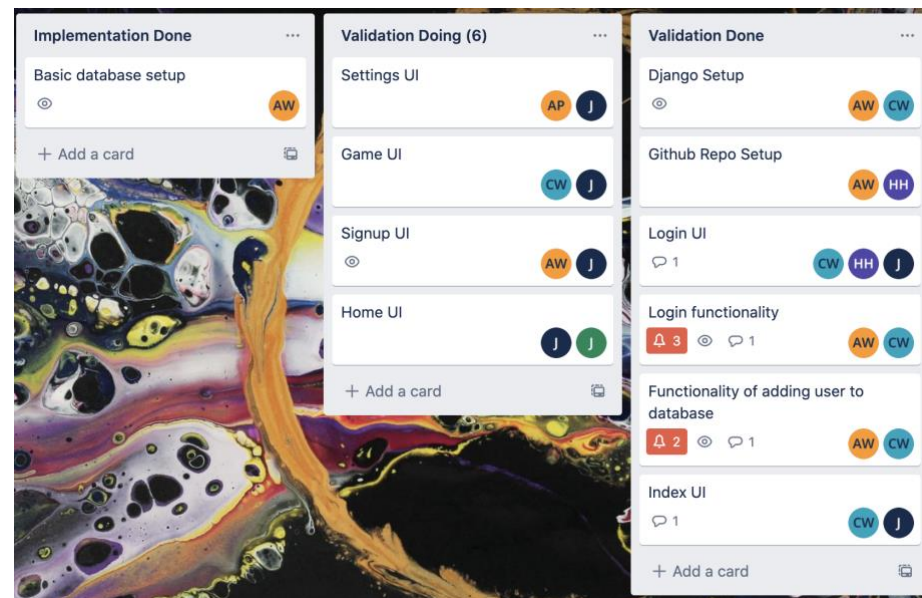 Implementation Done
Basic database setup
AW
+ Add a card
Validation Doing (6)
Settings UI
AP J
Game UI
CW J
Signup UI
AW J
Home UI
J J
+ Add a card
Validation Done
Django Setup
AW CW
Github Repo Setup
AW HH
Login UI
1 CW HH J
Login functionality
3 1 AW CW
Functionality of adding user to
database
2 1 AW CW
Index UI
1 CW J
+ Add a card